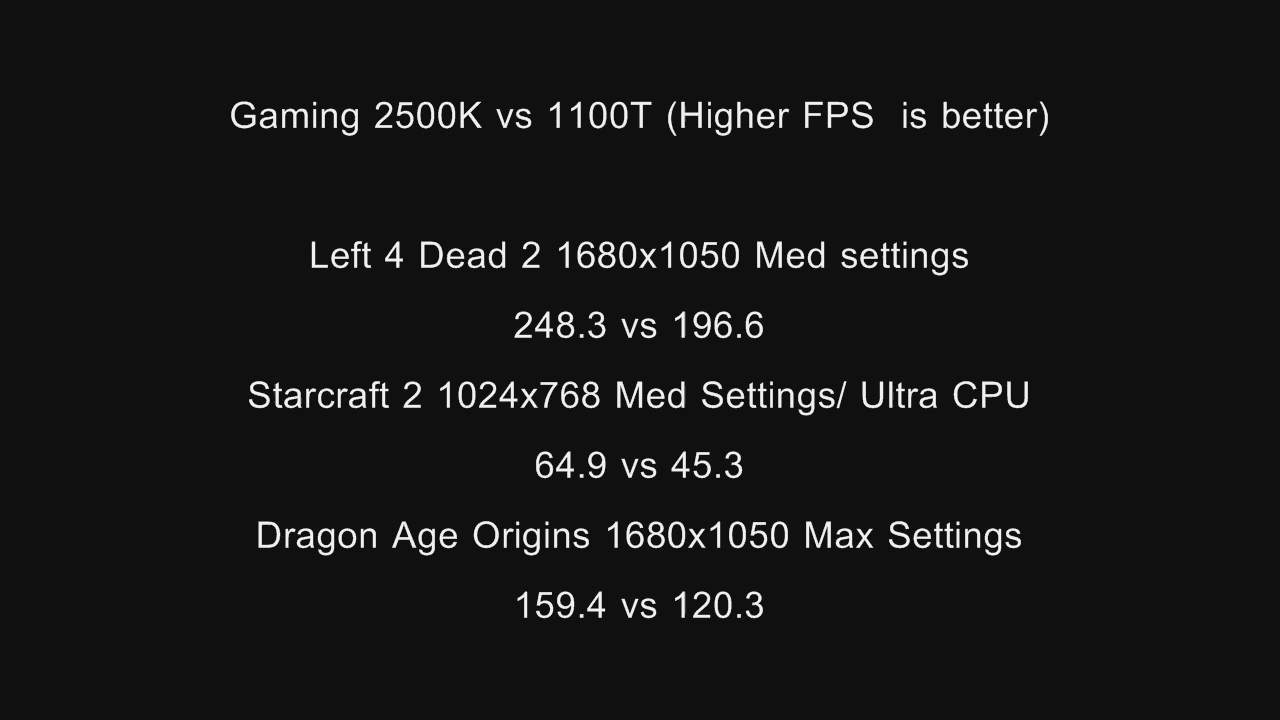 Gaming 2500K vs 1100T (Higher FPS  is better)
Left 4 Dead 2 1680x1050 Med settings
248.3 vs 196.6
Starcraft 2 1024x768 Med Settings/ Ultra CPU
64.9 vs 45.3
Dragon Age Origins 1680x1050 Max Settings
159.4 vs 120.3